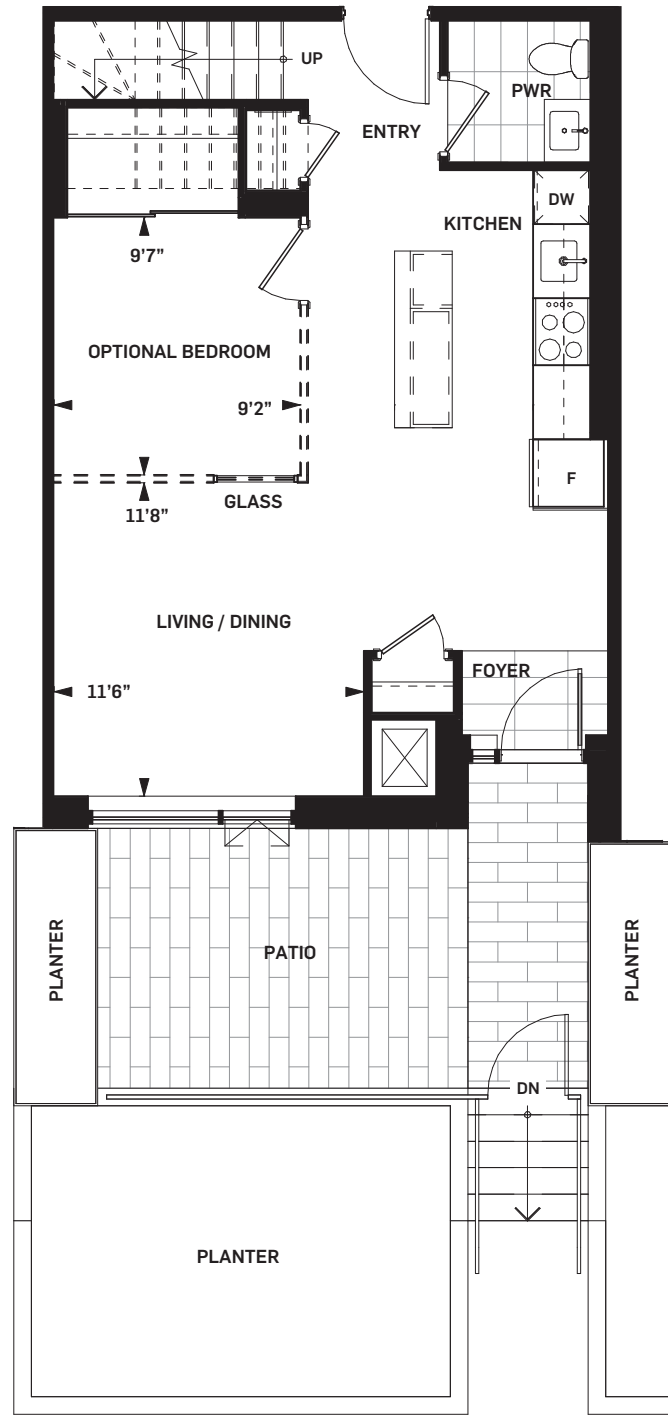 UP
PWR
ENTRY
DW
KITCHEN
9’7”
OPTIONAL BEDROOM
9’2”
F
GLASS
11’8”
LIVING / DINING
FOYER
11’6”
PLANTER
PATIO
PLANTER
DN
PLANTER